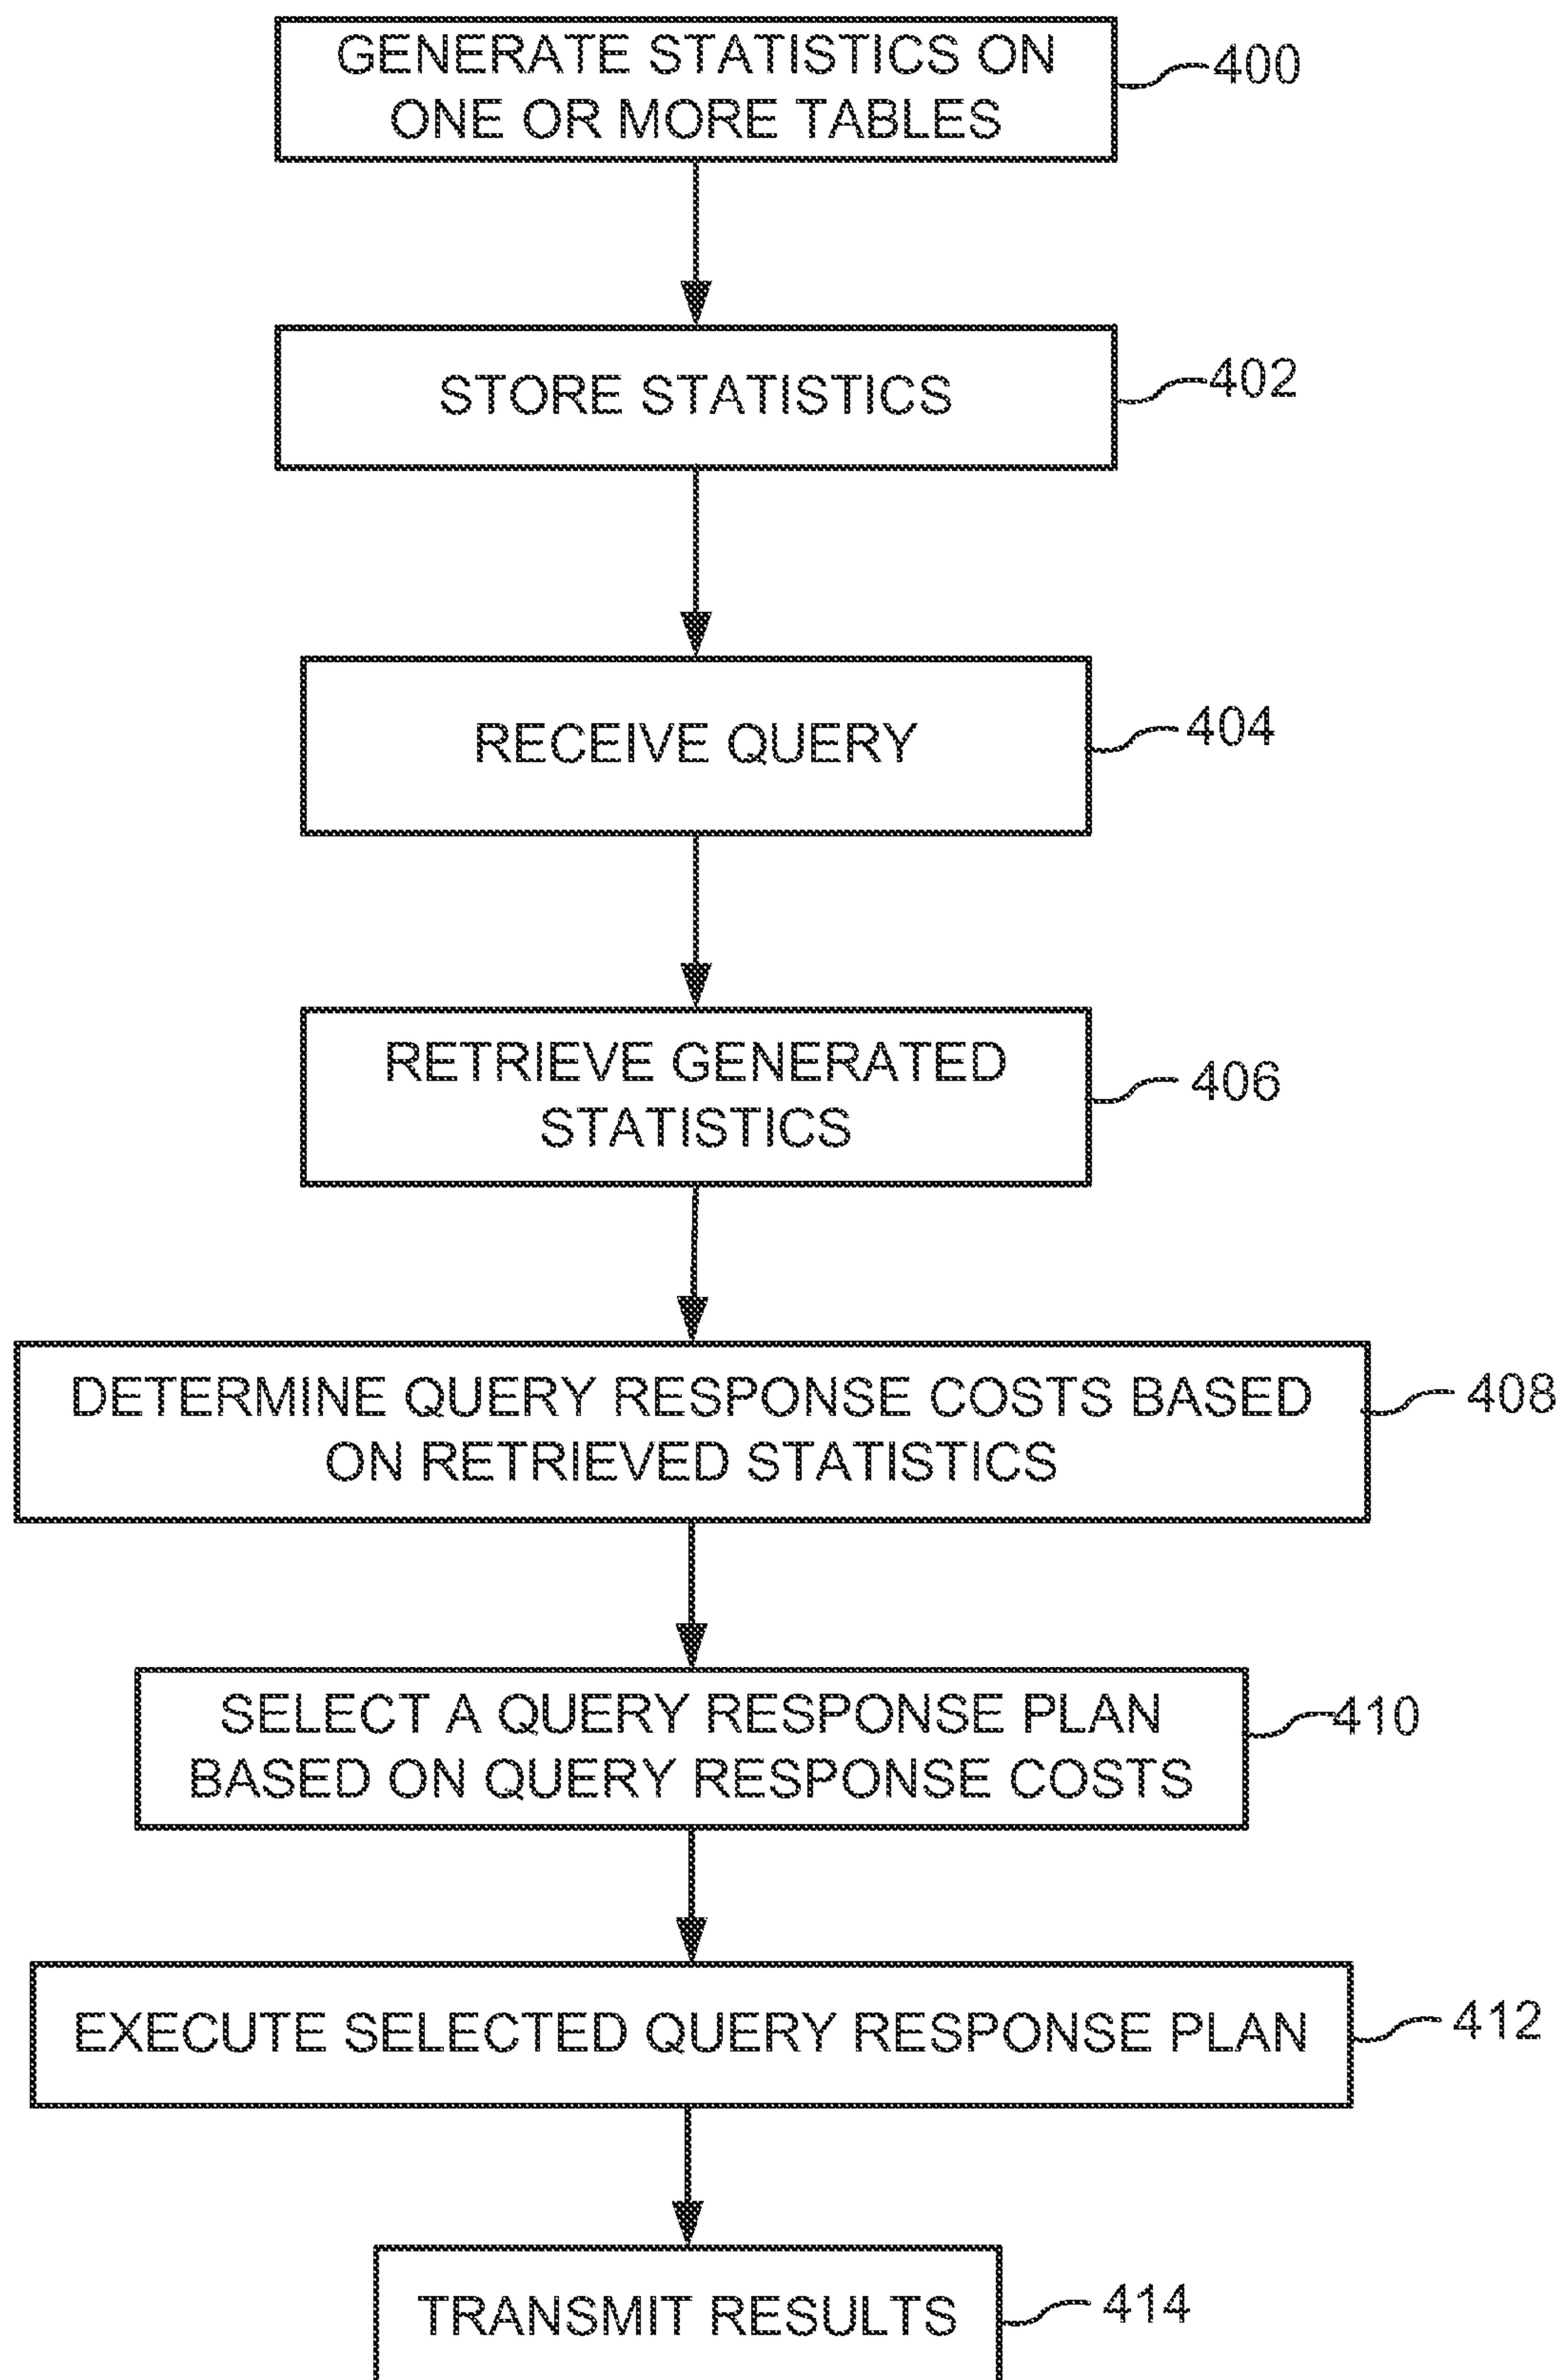 GENERATE STATISTICS ON
ONE OR MORE TABLES
400
STORE STATISTICS
402
RECEIVE QUERY
404
RETRIEVE GENERATED
STATISTICS
406
DETERMINE QUERY RESPONSE COSTS BASED
ON RETRIEVED STATISTICS
408
SELECT A QUERY RESPONSE PLAN
BASED ON QUERY RESPONSE COSTS
410
EXECUTE SELECTED QUERY RESPONSE PLAN
412
TRANSMIT RESULTS
414